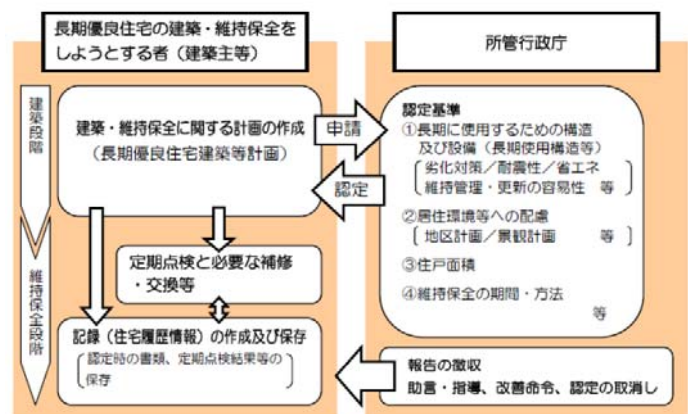 長期優良住宅の建築・維持保全を
しようとする者（建築主等）
所管行政庁
建築段階
建築・維持保全に関する計画の作成
（長期優良住宅建築等計画）
申請
認定
認定基準
①長期に使用するための構造
及び設備（長期使用構造等）
劣化対策／耐震性／省エネ
維持管理・更新の容易性　等
②居住環境等への配慮
地区計画／景観計画　　等
③住戸面積
④維持保全の期間・方法
等
維持保全段階
定期点検と必要な補修
・交換等
記録（住宅履歴情報）の作成及び保存
認定時の書類、定期点検結果等の
保存
報告の徴収
助言・指導、改善命令、認定の取消し